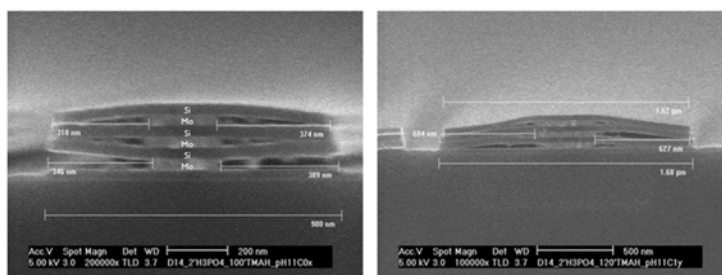 Si
Mo
318 nm
374 nm
Si
Mo
Si
346 nm
Mo
389 nm
980 nm
Acc.V Spot Magn Det WD 200 nm
5.00 kV 3.0 200000x TLD 3.7 D14_2"H3PO4_100"TMAH_pH11C0x
1.62 µm
604 nm
627 nm
1.68 µm
Acc.V Spot Magn Det WD 500 nm
5.00 kV 3.0 100000x TLD 3.7 D14_2"H3PO4_120"TMAH_pH11C1y